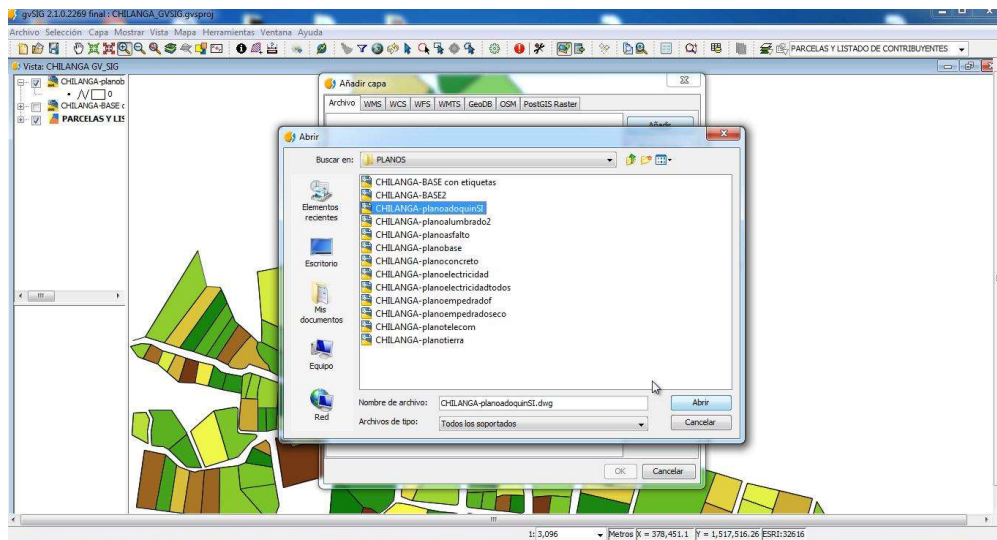 gvSIG 2.1.0.2269 final : CHILANGA_GVSIG.gvsproj
Archivo Selección Capa Mostrar Vista Mapa Herramientas Ventana Ayuda
PARCELAS Y LISTADO DE CONTRIBUYENTES
Vista: CHILANGA GV_SIG
CHILANGA-planob
0
CHILANGA-BASE c
PARCELAS Y LIS
Añadir capa
Archivo WMS WCS WFS WMTS GeoDB OSM PostGIS Raster
Añadir
Abrir
Buscar en: PLANOS
Elementos recientes
Escritorio
Mis documentos
Equipo
Red
CHILANGA-BASE con etiquetas
CHILANGA-BASE2
CHILANGA-planoadoquinSI
CHILANGA-planoalumbrado2
CHILANGA-planoasfalto
CHILANGA-planobase
CHILANGA-planoconcreto
CHILANGA-planoelectricidad
CHILANGA-planoelectricidadtodos
CHILANGA-planoempedradof
CHILANGA-planoempedradoseco
CHILANGA-planotelecom
CHILANGA-planotierra
Nombre de archivo: CHILANGA-planoadoquinSI.dwg Abrir
Archivos de tipo: Todos los soportados Cancelar
OK Cancelar
1: 3,096 Metros X = 378,451.1 Y = 1,517,516.26 ESRI:32616